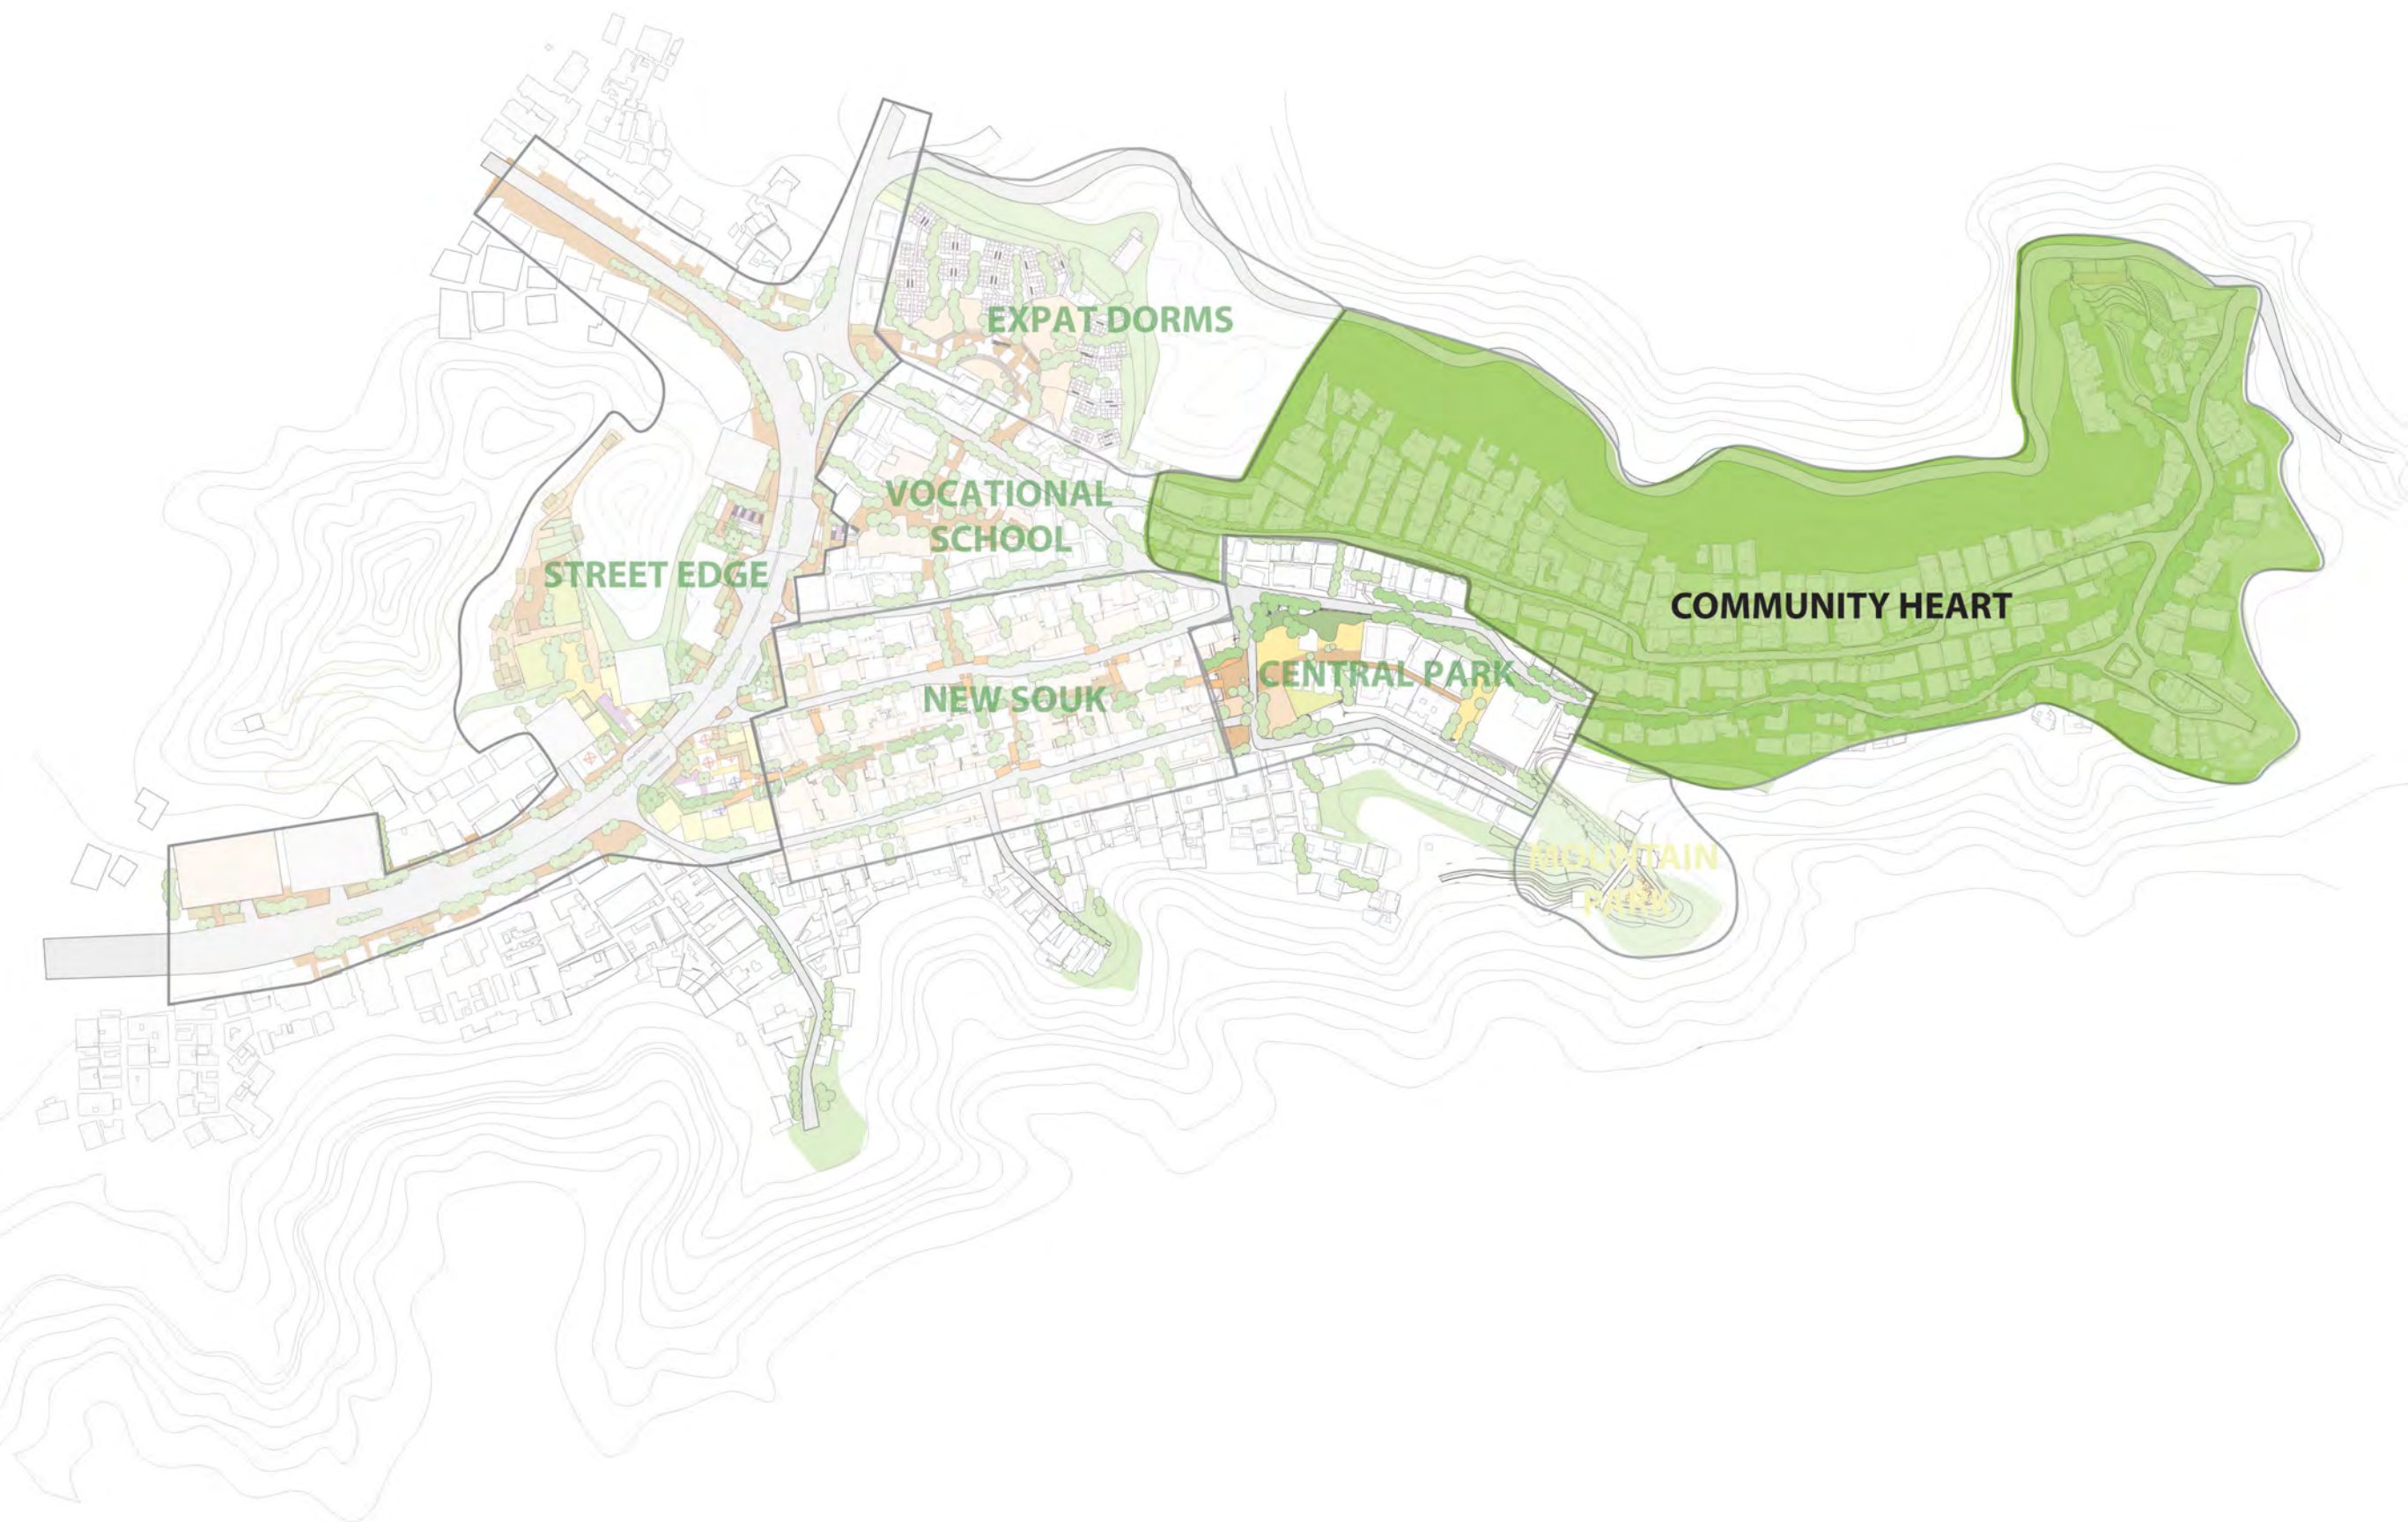 EXPAT DORMS
VOCATIONAL
SCHOOL
STREET EDGE
COMMUNITY HEART
CENTRAL PARK
NEW SOUK
MOUNTAIN
PARK